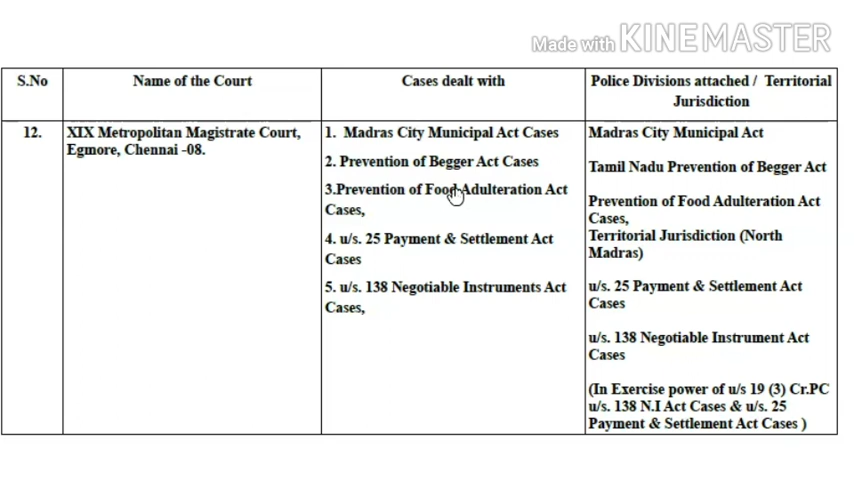 Made with KINEMASTER
S.No
Name of the Court
Cases dealt with
Police Divisions attached / Territorial
Jurisdiction
12.
XIX Metropolitan Magistrate Court,
Egmore, Chennai -08.
1. Madras City Municipal Act Cases
2. Prevention of Begger Act Cases
3.Prevention of Food Adulteration Act
Cases,
4. u/s. 25 Payment & Settlement Act
Cases
5. u/s. 138 Negotiable Instruments Act
Cases,
Madras City Municipal Act
Tamil Nadu Prevention of Begger Act
Prevention of Food Adulteration Act
Cases,
Territorial Jurisdiction (North
Madras)
u/s. 25 Payment & Settlement Act
Cases
u/s. 138 Negotiable Instrument Act
Cases
(In Exercise power of u/s 19 (3) Cr.PC
u/s. 138 N.I Act Cases & u/s. 25
Payment & Settlement Act Cases )